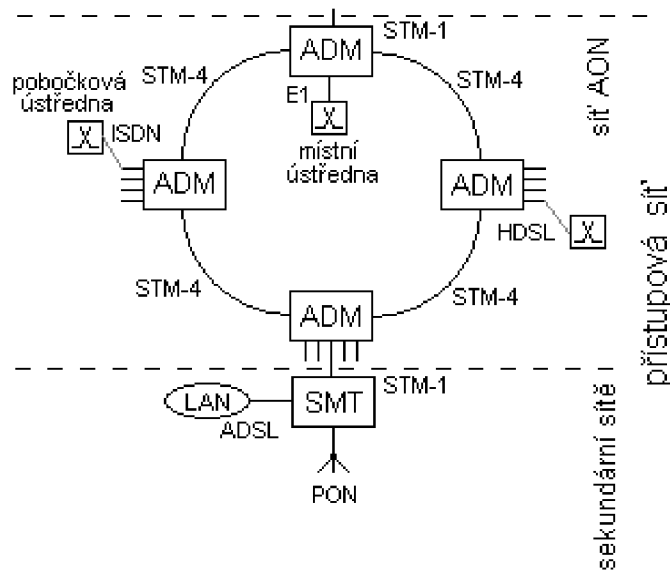 STM-1
ADM
STM-4
STM-4
E1
místní
ústředna
pobočková
ústředna
ISDN
ADM
ADM
HDSL
STM-4
STM-4
ADM
STM-1
SMT
LAN
ADSL
PON
síť AON
přístupová síť
sekundární sítě